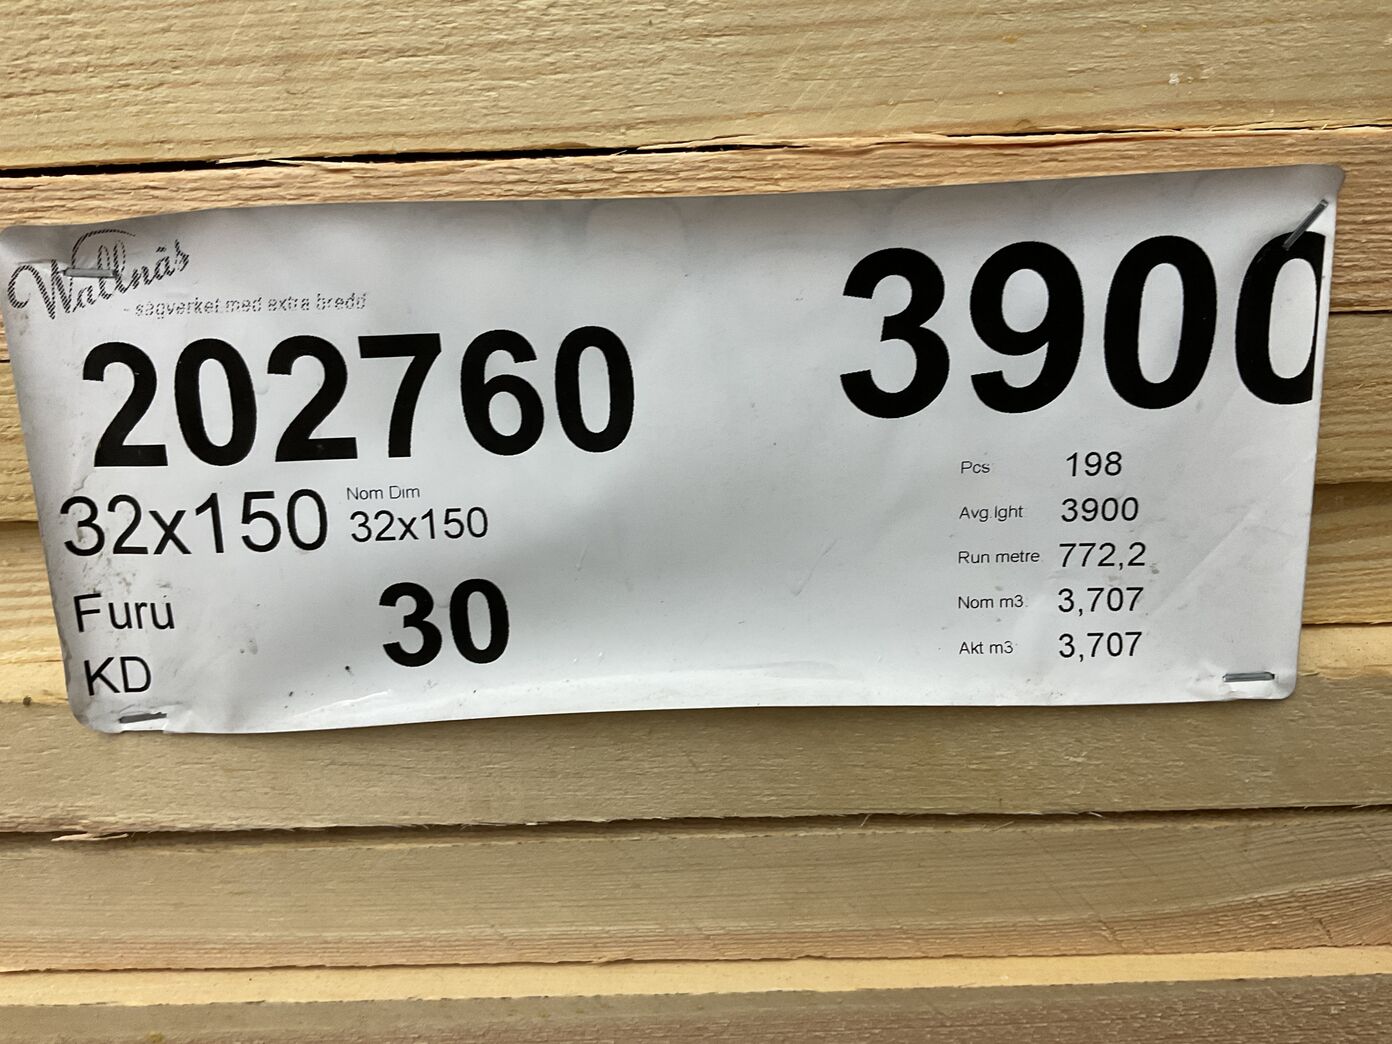 Wallnäs
- sågverket med extra bredd
202760
3900
32x150
Nom Dim
32x150
Furu
KD
30
Pcs 198
Avg.lght 3900
Run metre 772,2
Nom m3 3,707
Akt m3 3,707